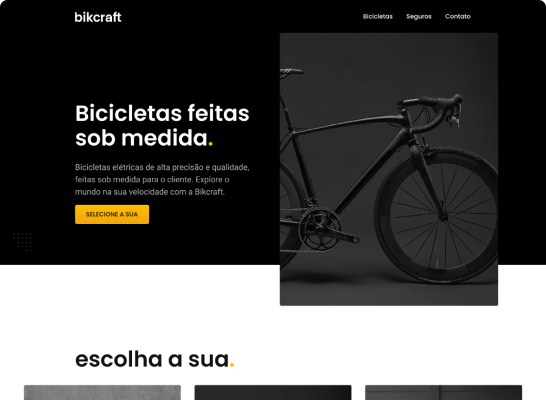 bikcraft
Bicicletas
Seguros
Contato
Bicicletas feitas
sob medida.
Bicicletas elétricas de alta precisão e qualidade,
feitas sob medida para o cliente. Explore o
mundo na sua velocidade com a Bikcraft.
SELECIONE A SUA
escolha a sua.